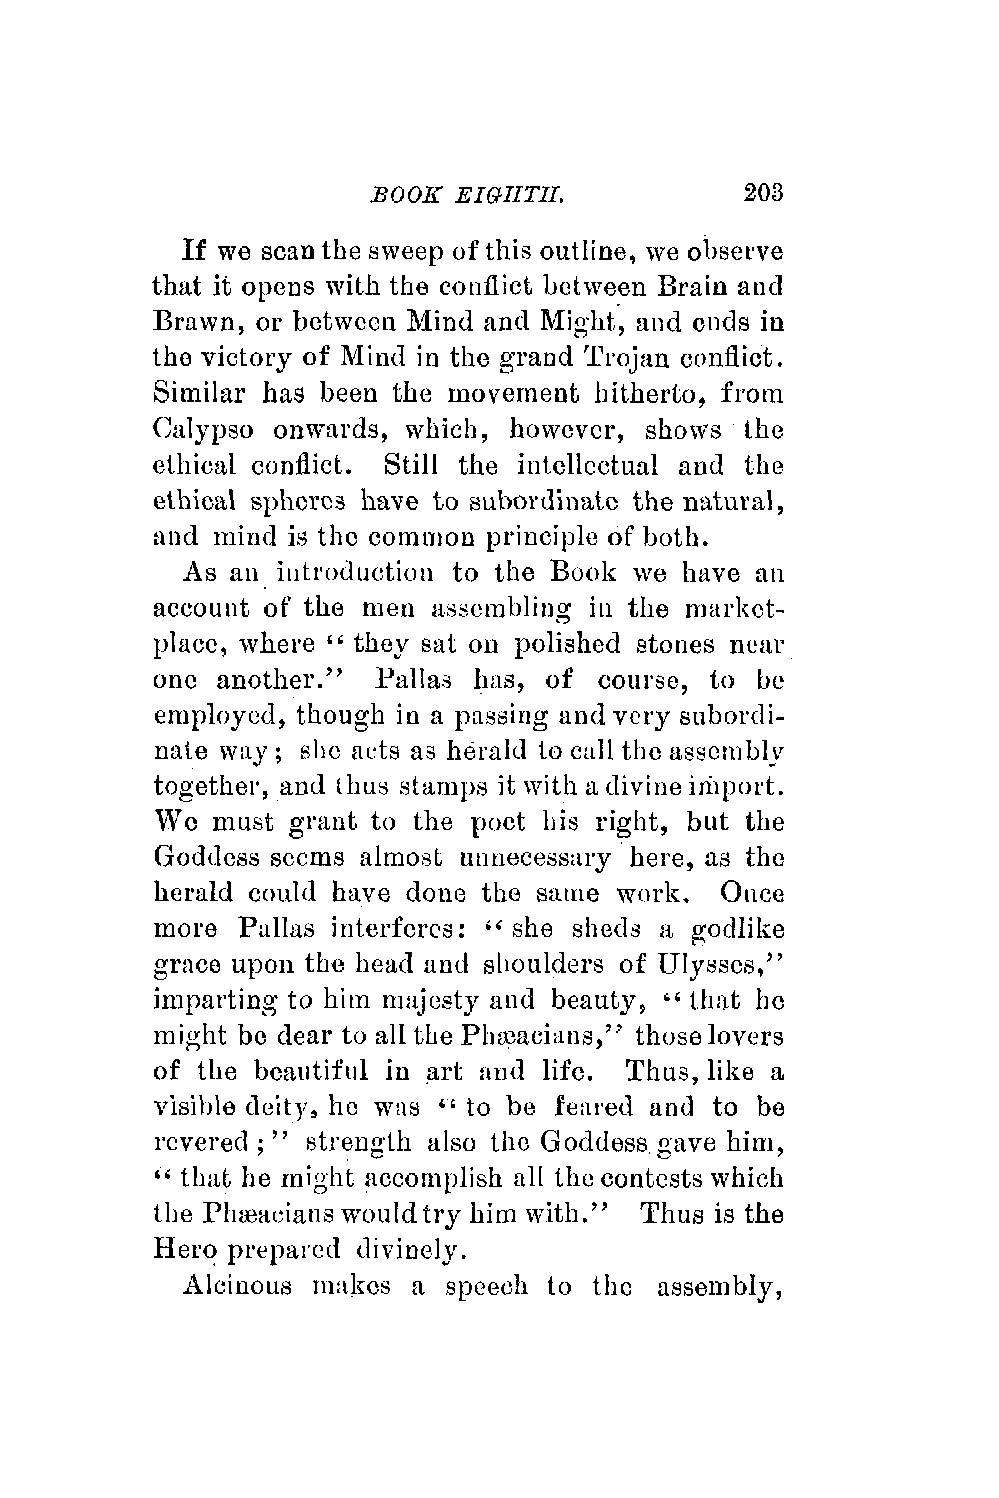 BOOK EIGHTH. 203
If we scan the sweep of this outline, we observe
that it opens with the conflict between Brain and
Brawn, or between Mind and Might, and ends in
the victory of Mind in the grand Trojan conflict.
Similar has been the movement hitherto, from
Calypso onwards, which, however, shows the
ethical conflict. Still the intellectual and the
ethical spheres have to subordinate the natural,
and mind is the common principle of both.
As an introduction to the Book we have an
account of the men assembling in the market-
place, where “ they sat on polished stones near
one another.” Pallas has, of course, to be
employed, though in a passing and very subordi-
nate way ; she acts as herald to call the assembly
together, and thus stamps it with a divine import.
We must grant to the poet his right, but the
Goddess seems almost unnecessary here, as the
herald could have done the same work. Once
more Pallas interferes: “ she sheds a godlike
grace upon the head and shoulders of Ulysses,”
imparting to him majesty and beauty, “ that he
might be dear to all the Phæacians,” those lovers
of the beautiful in art and life. Thus, like a
visible deity, he was “ to be feared and to be
revered ; ” strength also the Goddess gave him,
“ that he might accomplish all the contests which
the Phæacians would try him with.” Thus is the
Hero prepared divinely.
Alcinous makes a speech to the assembly,